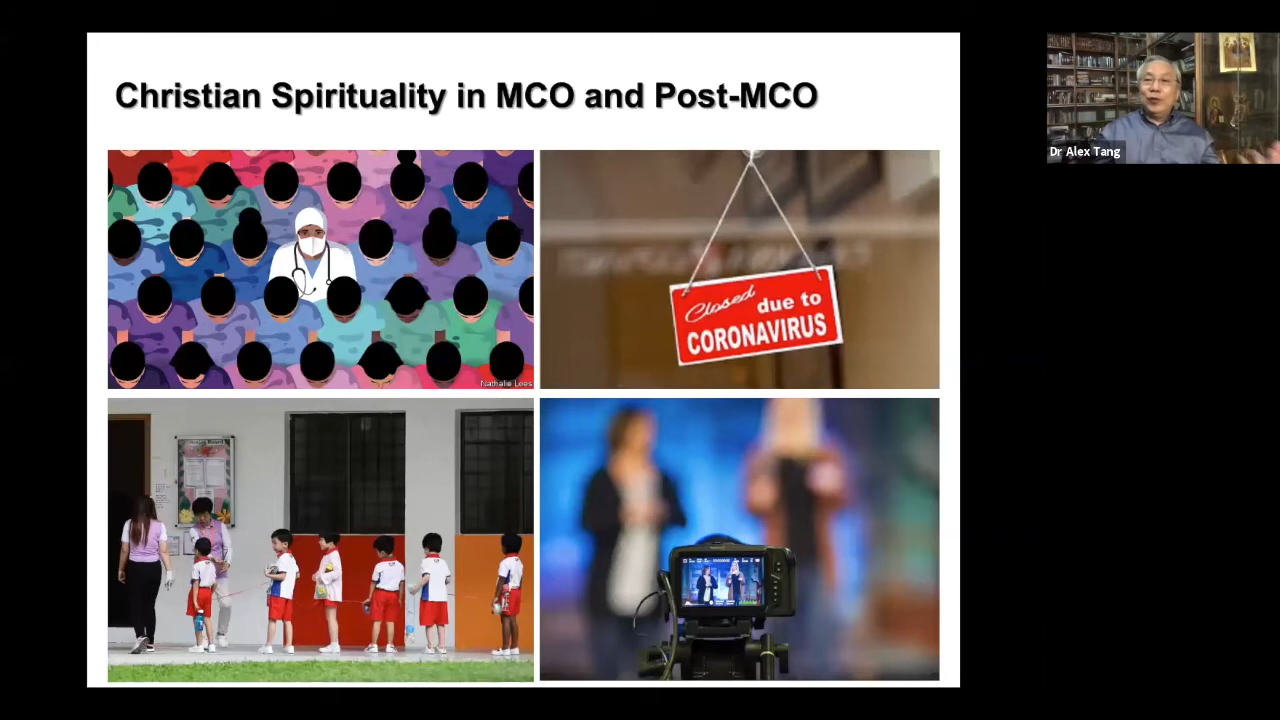 Christian Spirituality in MCO and Post-MCO
Dr Alex Tang
Closed due to
CORONAVIRUS
Nathalie Lees